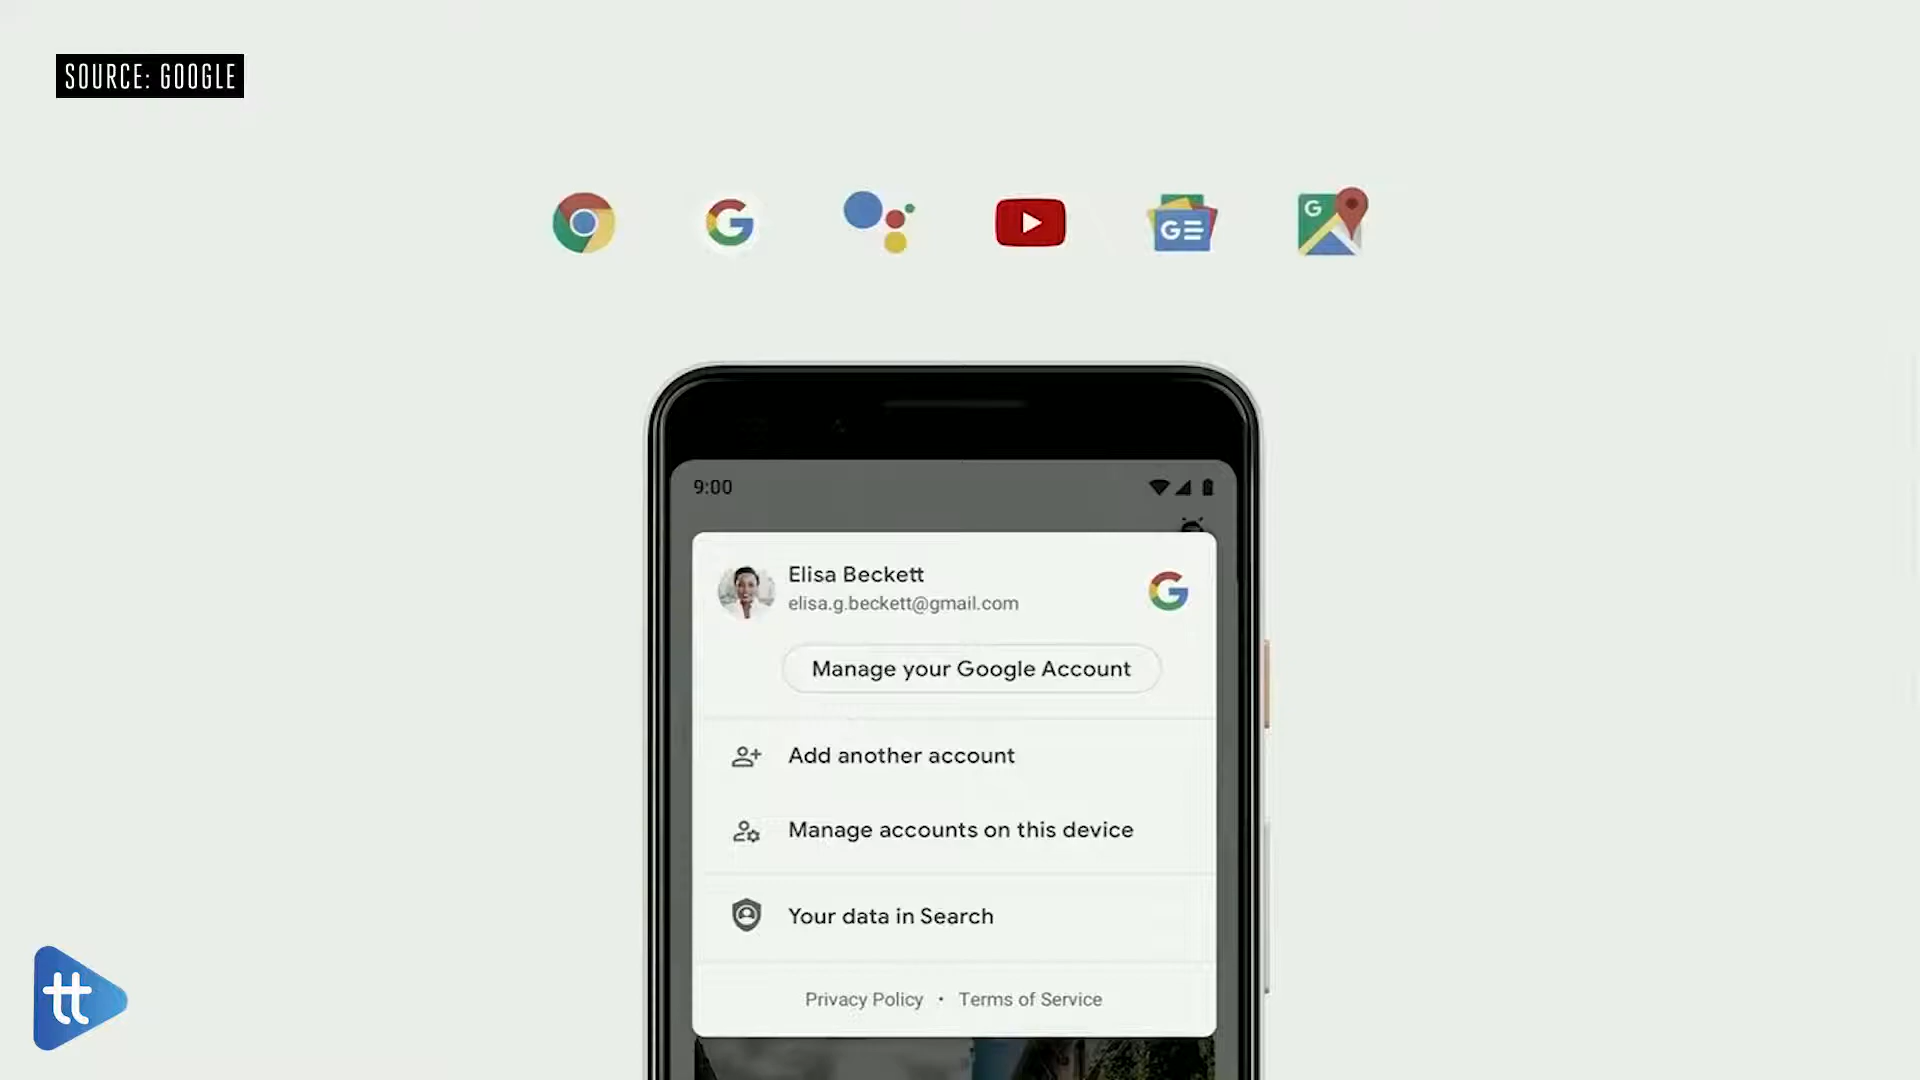 SOURCE: GOOGLE
G
G≡
G
9:00
Elisa Beckett
elisa.g.beckett@gmail.com
G
Manage your Google Account
Add another account
Manage accounts on this device
Your data in Search
Privacy Policy • Terms of Service
tt